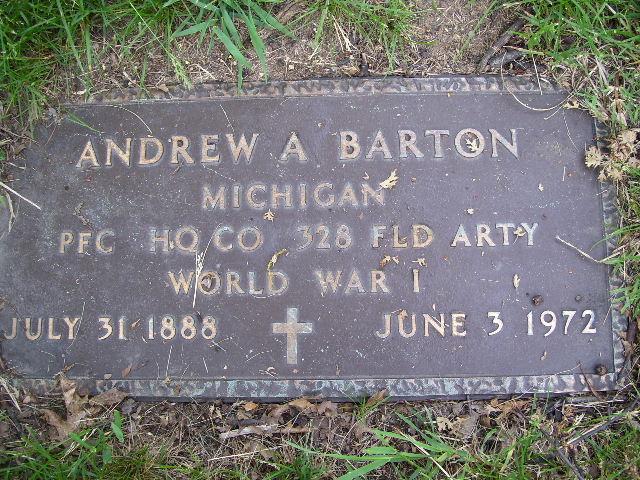 ANDREW A BARTON
MICHIGAN
PFC HQ CO 328 FLD ARTY
WORLD WAR I
JULY 31 1888 JUNE 3 1972